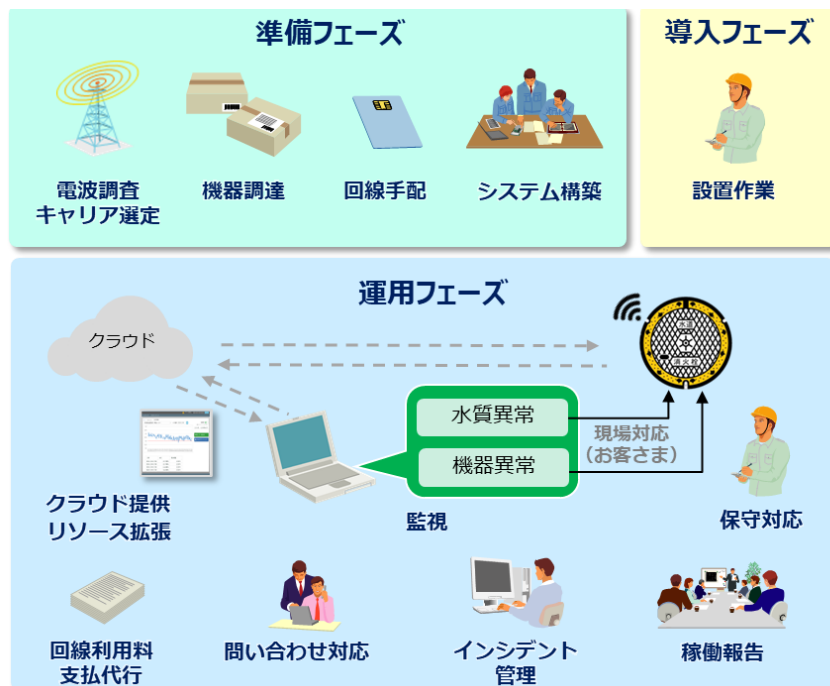 準備フェーズ
電波調査
キャリア選定
機器調達
回線手配
システム構築
導入フェーズ
設置作業
運用フェーズ
クラウド
水道
消火栓
水質異常
機器異常
現場対応
（お客さま）
クラウド提供
リソース拡張
監視
保守対応
回線利用料
支払代行
問い合わせ対応
インシデント
管理
稼働報告